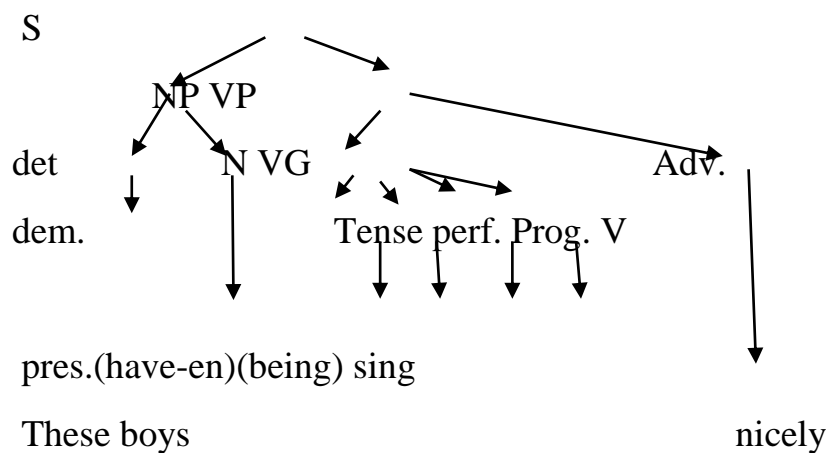 S
NP VP
det N VG Adv.
dem. Tense perf. Prog. V
pres.(have-en)(being) sing
These boys nicely